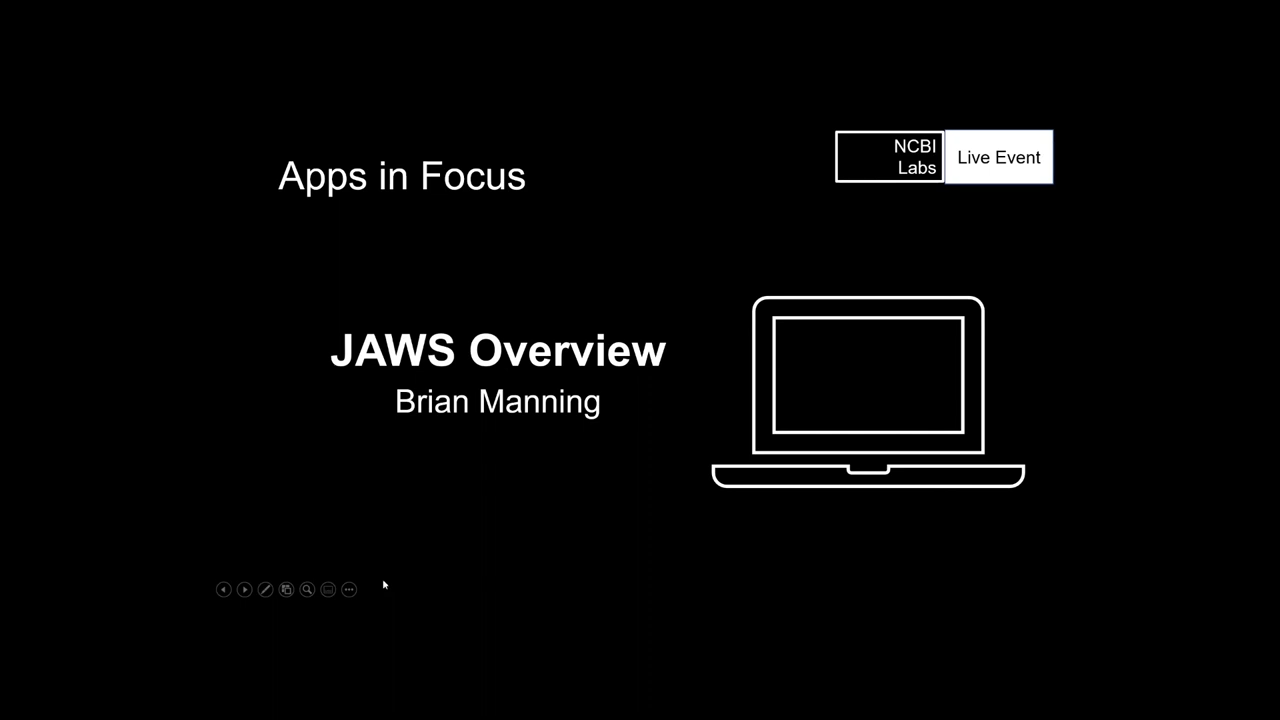 Apps in Focus
NCBI
Labs
Live Event
JAWS Overview
Brian Manning